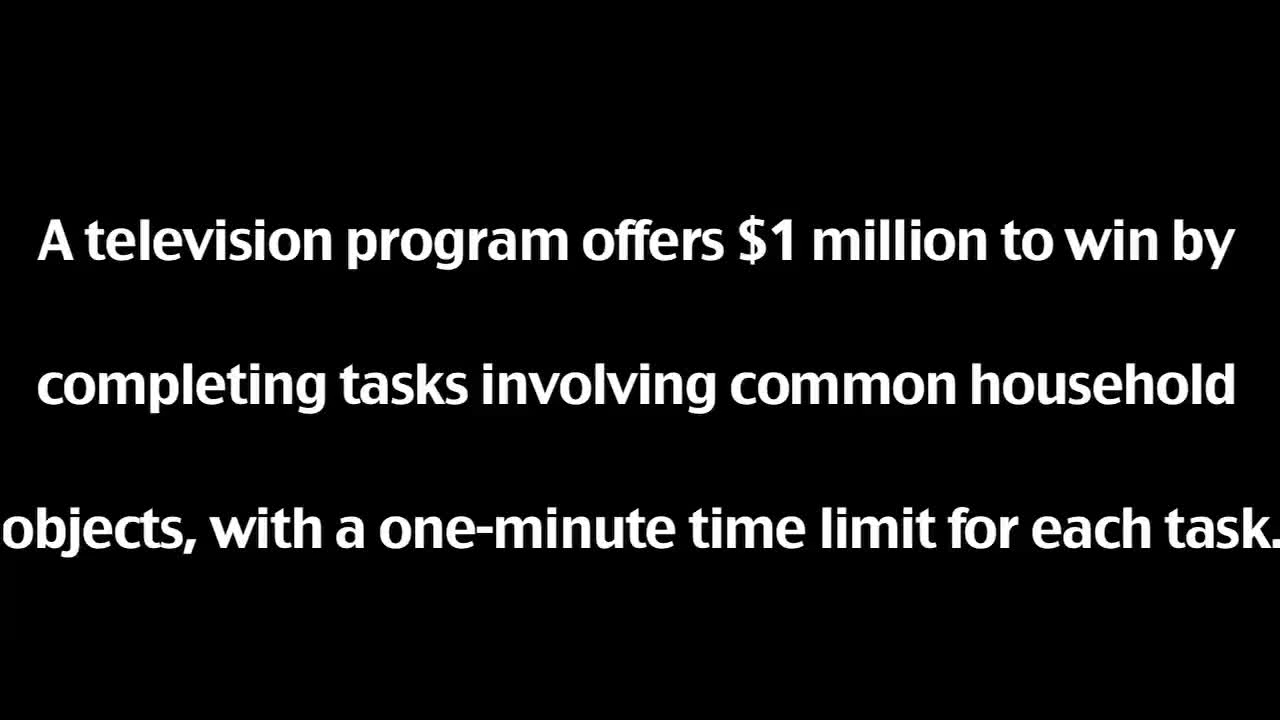 A television program offers $1 million to win by
completing tasks involving common household
objects, with a one-minute time limit for each task.